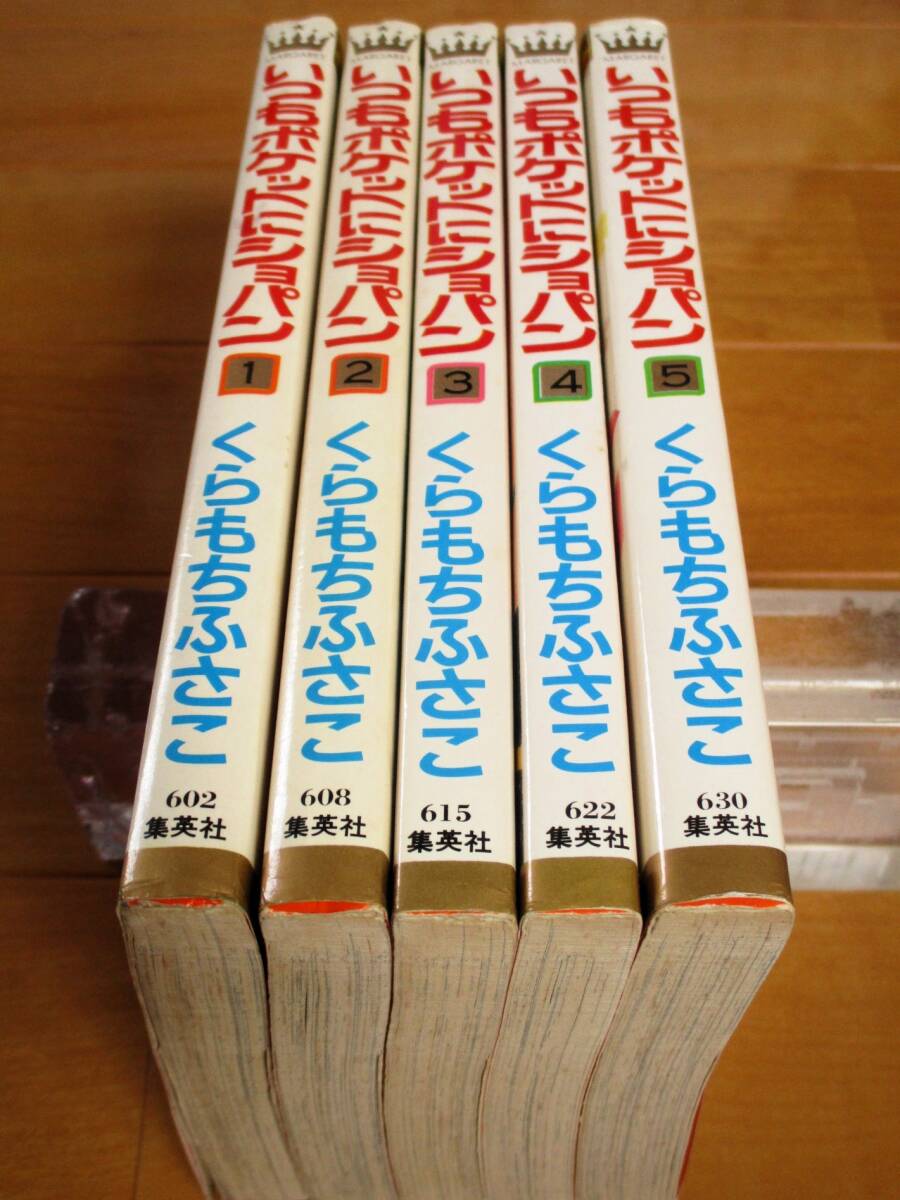 MARGARET
いつもポケットにショパン
1
くらもちふさこ
602
集英社
MARGARET
いつもポケットにショパン
2
くらもちふさこ
608
集英社
MARGARET
いつもポケットにショパン
3
くらもちふさこ
615
集英社
MARGARET
いつもポケットにショパン
4
くらもちふさこ
622
集英社
MARGARET
いつもポケットにショパン
5
くらもちふさこ
630
集英社